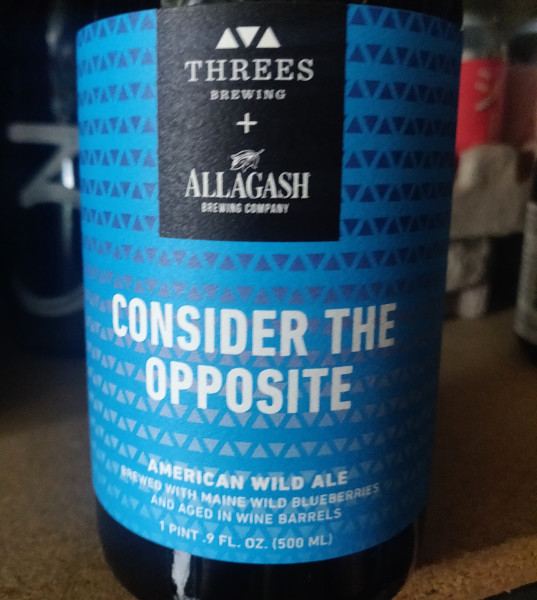 THREES
BREWING
+
ALLAGASH
BREWING COMPANY
CONSIDER THE
OPPOSITE
AMERICAN WILD ALE
BREWED WITH MAINE WILD BLUEBERRIES
AND AGED IN WINE BARRELS
1 PINT .9 FL. OZ. (500 ML)